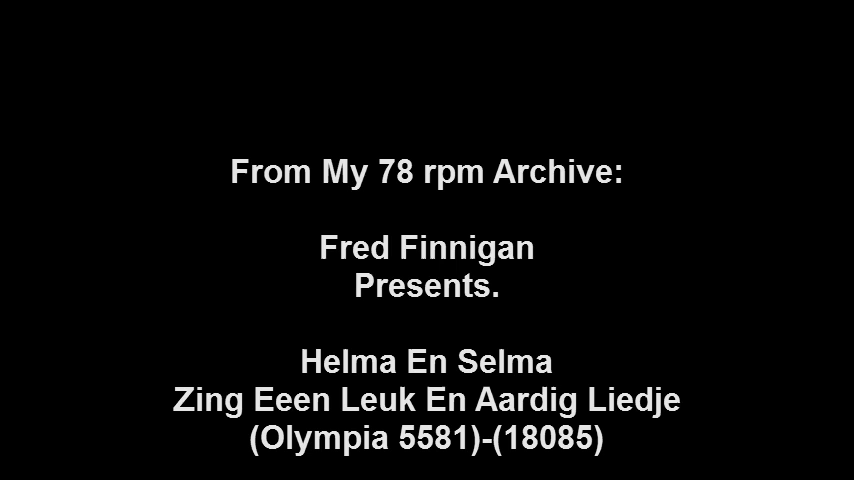 From My 78 rpm Archive:
Fred Finnigan
Presents.
Helma En Selma
Zing Eeen Leuk En Aardig Liedje
(Olympia 5581)-(18085)